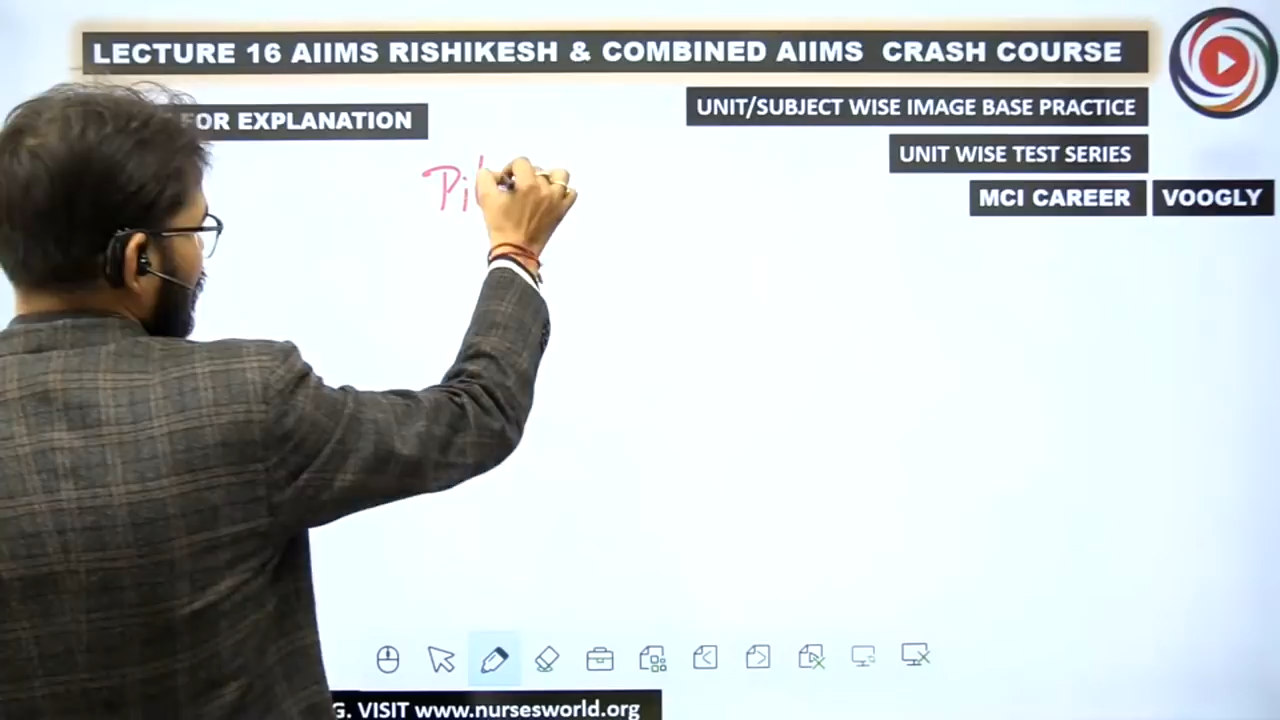 LECTURE 16 AIIMS RISHIKESH & COMBINED AIIMS CRASH COURSE
FOR EXPLANATION
UNIT/SUBJECT WISE IMAGE BASE PRACTICE
UNIT WISE TEST SERIES
MCI CAREER
VOOGLY
Pi
G. VISIT www.nursesworld.org